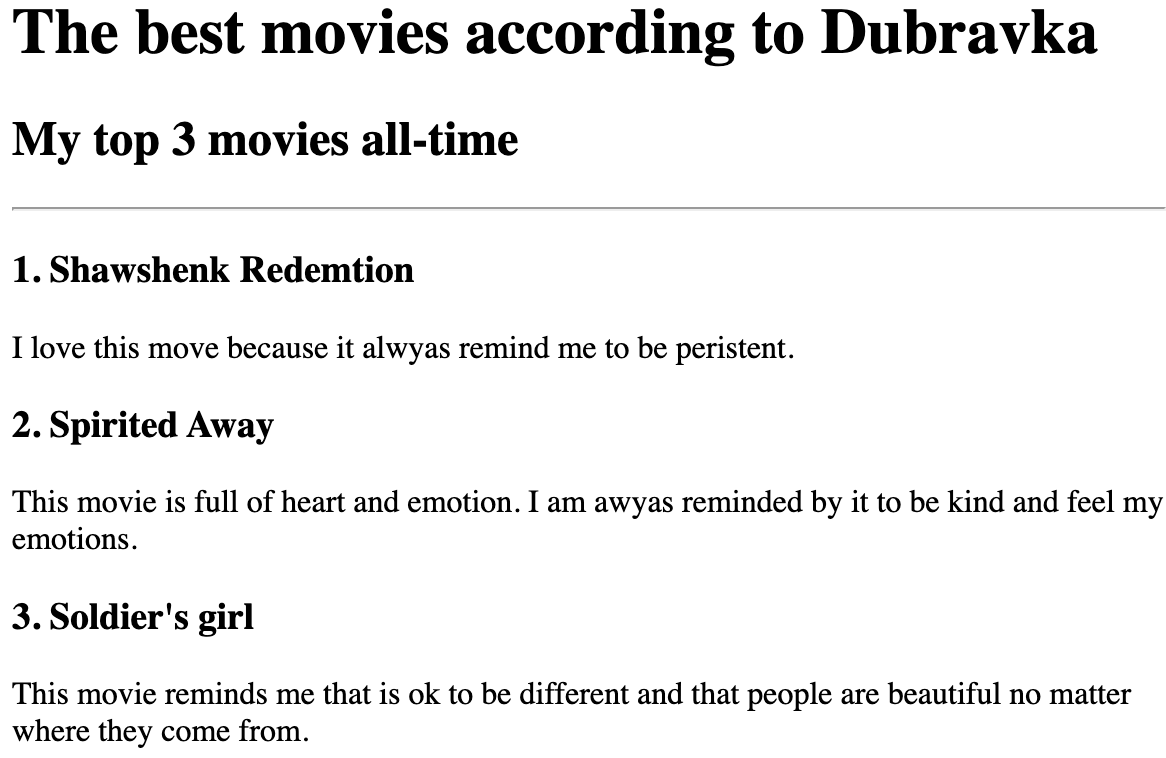 The best movies according to Dubravka
My top 3 movies all-time
1. Shawshenk Redemtion
I love this move because it alwyas remind me to be peristent.
2. Spirited Away
This movie is full of heart and emotion. I am awyas reminded by it to be kind and feel my
emotions.
3. Soldier's girl
This movie reminds me that is ok to be different and that people are beautiful no matter
where they come from.